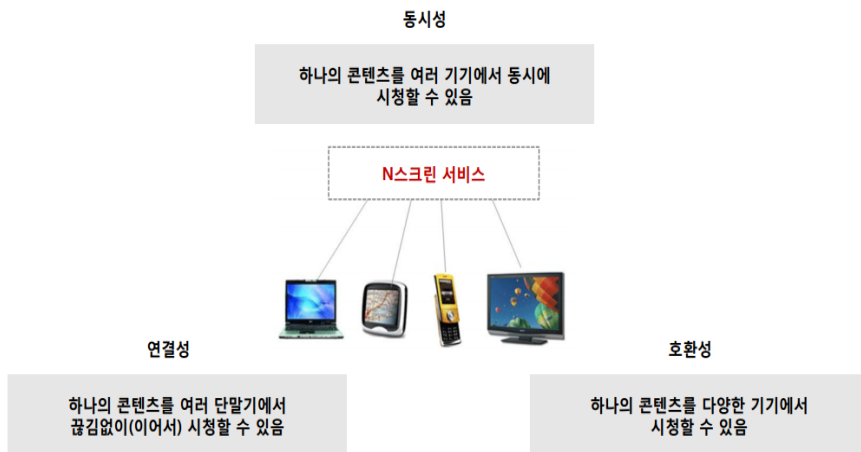 동시성
하나의 콘텐츠를 여러 기기에서 동시에
시청할 수 있음
N스크린 서비스
연결성
하나의 콘텐츠를 여러 단말기에서
끊김없이(이어서) 시청할 수 있음
호환성
하나의 콘텐츠를 다양한 기기에서
시청할 수 있음